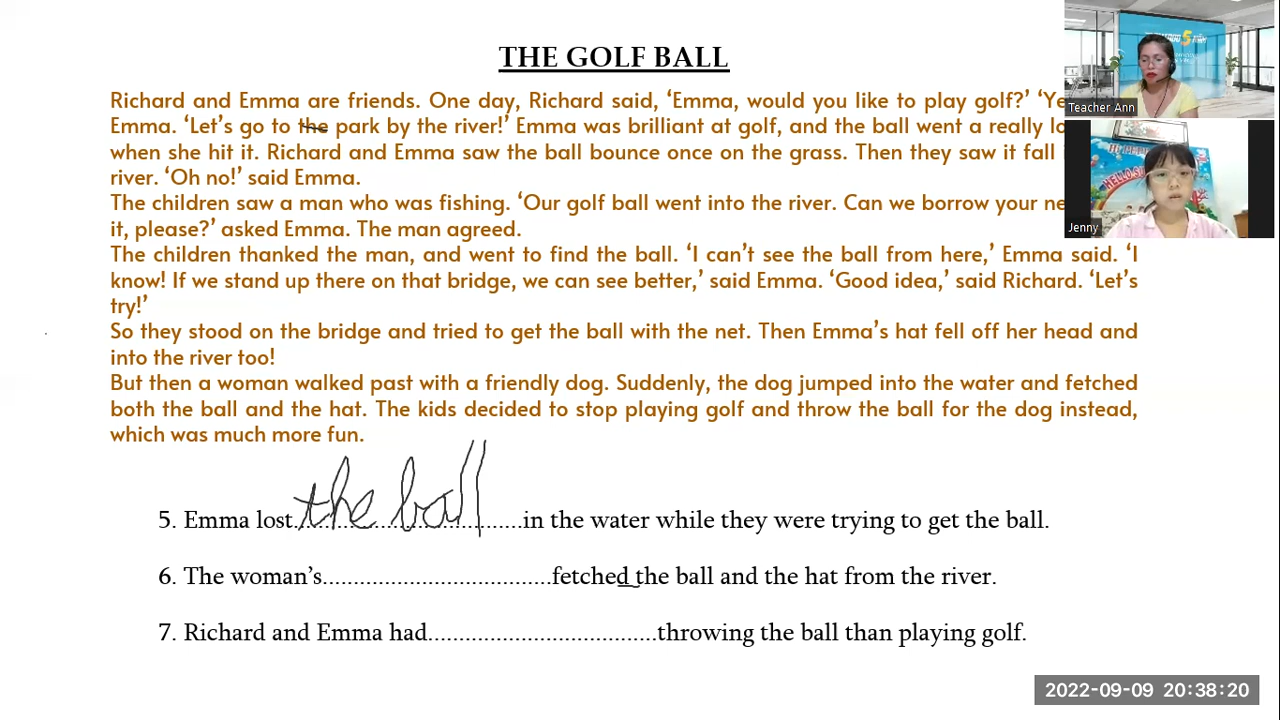 THE GOLF BALL
Richard and Emma are friends. One day, Richard said, ‘Emma, would you like to play golf?’ ‘Ye
Emma. ‘Let’s go to the park by the river!’ Emma was brilliant at golf, and the ball went a really lo
when she hit it. Richard and Emma saw the ball bounce once on the grass. Then they saw it fall
river. ‘Oh no!’ said Emma.
The children saw a man who was fishing. ‘Our golf ball went into the river. Can we borrow your ne
it, please?’ asked Emma. The man agreed.
The children thanked the man, and went to find the ball. ‘I can’t see the ball from here,’ Emma said. ‘I
know! If we stand up there on that bridge, we can see better,’ said Emma. ‘Good idea,’ said Richard. ‘Let’s
try!’
So they stood on the bridge and tried to get the ball with the net. Then Emma’s hat fell off her head and
into the river too!
But then a woman walked past with a friendly dog. Suddenly, the dog jumped into the water and fetched
both the ball and the hat. The kids decided to stop playing golf and throw the ball for the dog instead,
which was much more fun.
5. Emma lost the ball in the water while they were trying to get the ball.
6. The woman’s....................................fetched the ball and the hat from the river.
7. Richard and Emma had....................................throwing the ball than playing golf.
Teacher Ann
HELLO SU
Jenny
2022-09-09 20:38:20